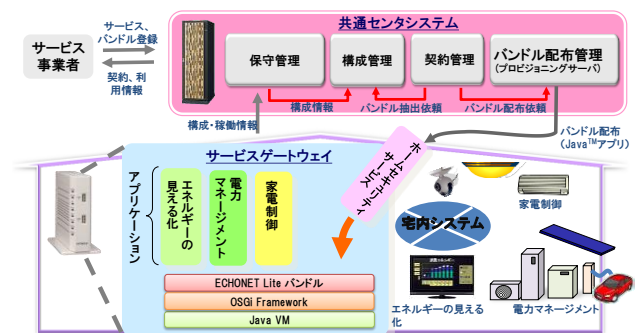 共通センタシステム
サービス、
バンドル登録
サービス
事業者
契約、利
用情報
保守管理
構成管理
契約管理
バンドル配布管理
(プロビジョニングサーバ)
構成情報
バンドル抽出依頼
バンドル配布依頼
構成・稼働情報
バンドル配布
(Java™アプリ)
サービスゲートウェイ
ホームセキュリティ
サービス
アプリケーション
エネルギーの
見える化
電力
マネージメント
家電制御
家電制御
宅内システム
ECHONET Lite バンドル
OSGi Framework
Java VM
エネルギーの見える
化
電力マネージメント